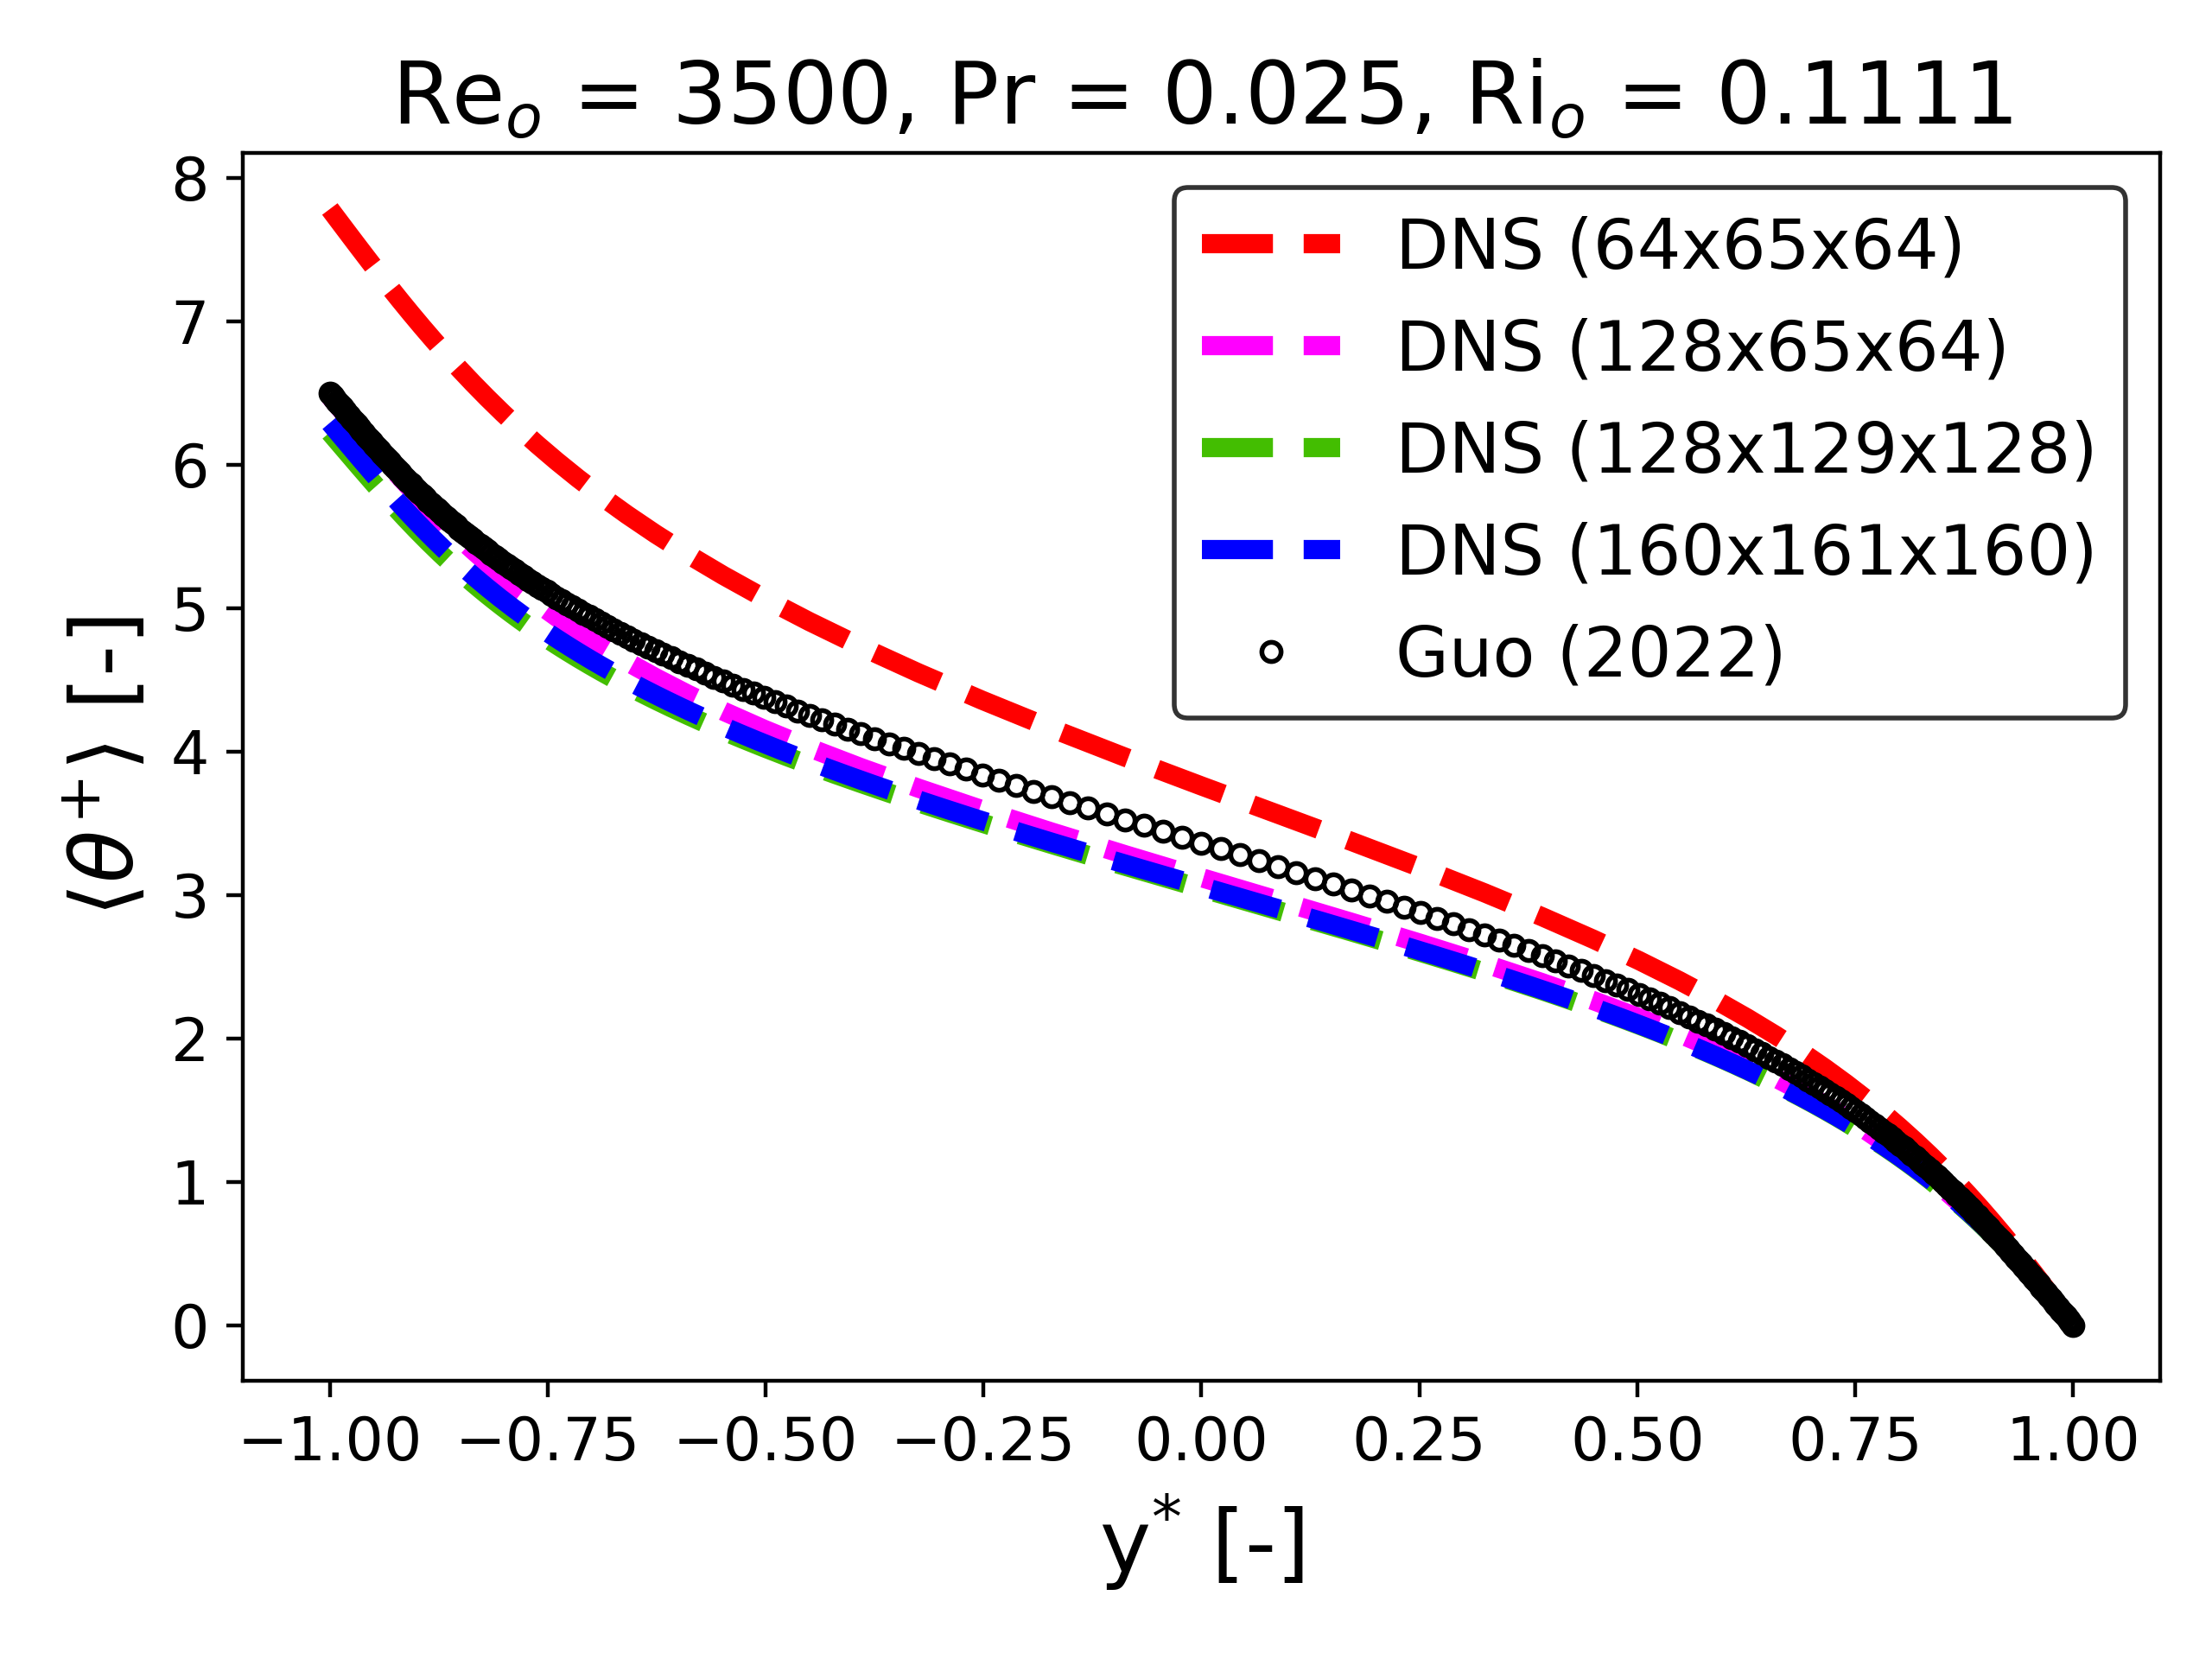 Re_o = 3500, Pr = 0.025, Ri_o = 0.1111
8
7
6
5
4
3
2
1
0
⟨θ⁺⟩ [-]
DNS (64x65x64)
DNS (128x65x64)
DNS (128x129x128)
DNS (160x161x160)
Guo (2022)
−1.00 −0.75 −0.50 −0.25 0.00 0.25 0.50 0.75 1.00
y* [-]